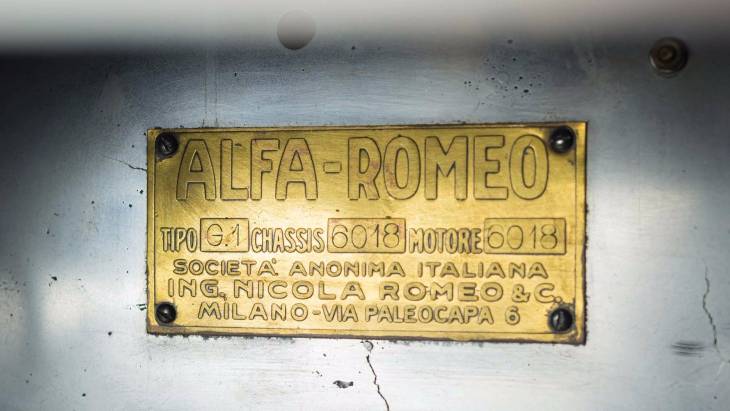 ALFA-ROMEO
TIPO G.1 CHASSIS 6018 MOTORE 6018
SOCIETA' ANONIMA ITALIANA
ING. NICOLA ROMEO & C.
MILANO-VIA PALEOCAPA 6